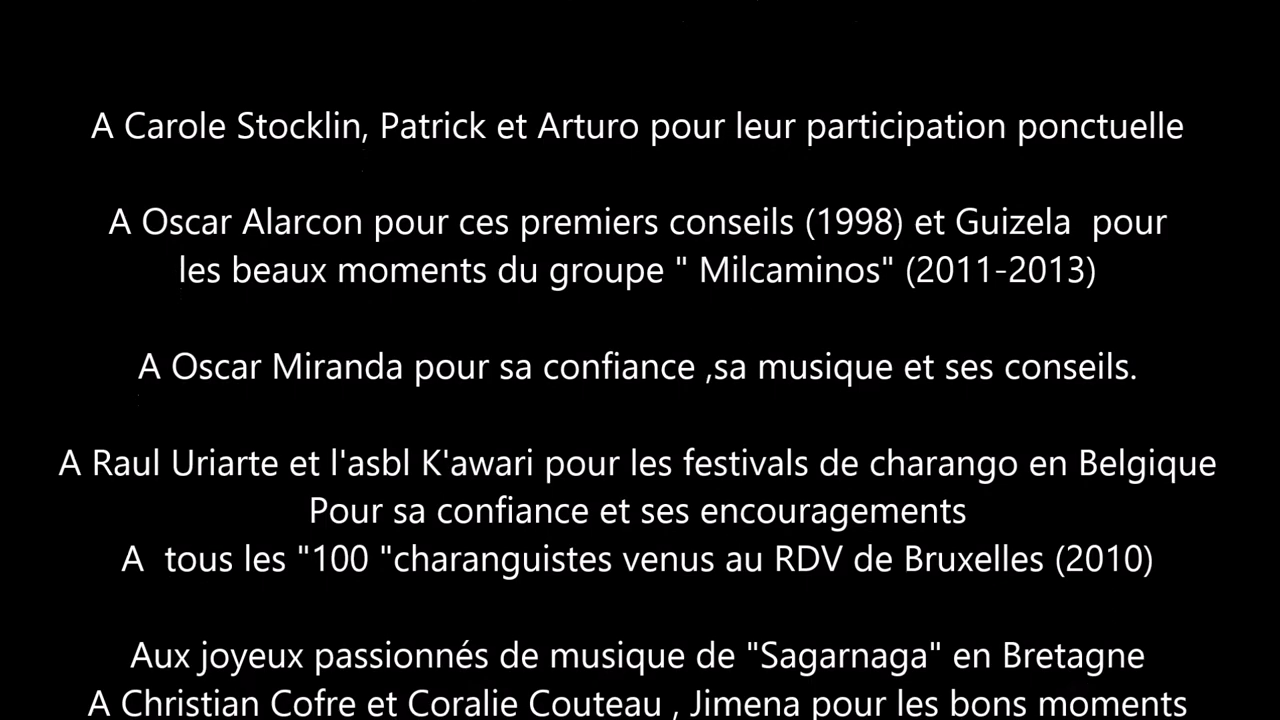 A Carole Stocklin, Patrick et Arturo pour leur participation ponctuelle
A Oscar Alarcon pour ces premiers conseils (1998) et Guizela  pour
les beaux moments du groupe " Milcaminos" (2011-2013)
A Oscar Miranda pour sa confiance ,sa musique et ses conseils.
A Raul Uriarte et l'asbl K'awari pour les festivals de charango en Belgique
Pour sa confiance et ses encouragements
A  tous les "100 "charanguistes venus au RDV de Bruxelles (2010)
Aux joyeux passionnés de musique de "Sagarnaga" en Bretagne
A Christian Cofre et Coralie Couteau , Jimena pour les bons moments